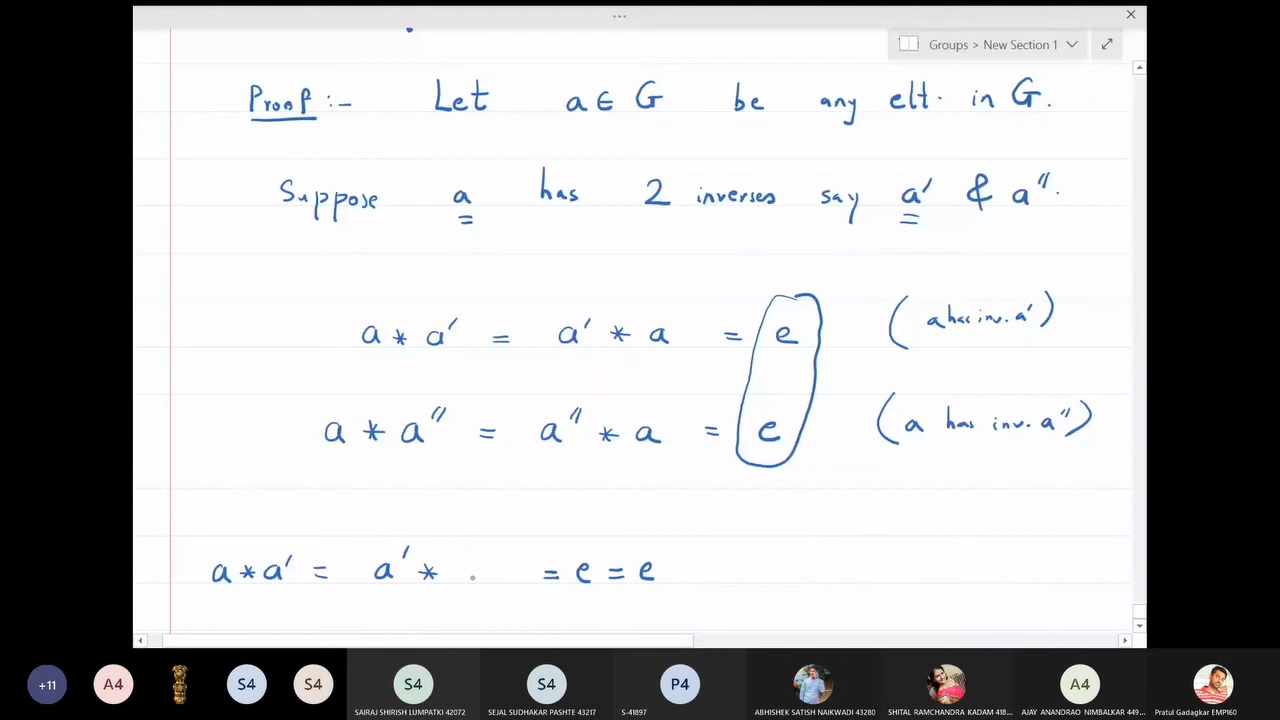 Groups > New Section 1
Proof :- Let a ∈ G be any elt. in G.
Suppose a has 2 inverses say a' & a''.
a * a' = a' * a = e (a has inv. a')
a * a'' = a'' * a = e (a has inv. a'')
a * a' = a' * = e = e
+11 A4 S4 S4 S4 S4 P4 A4
SAIRAJ SHIRISH LUMPATKI 42072 SEJAL SUDHAKAR PASHTE 43217 S-41897 ABHISHEK SATISH NAIKWADI 43280 SHITAL RAMCHANDRA KADAM 418... AJAY ANANDRAO NIMBALKAR 449... Pratul Gadagkar EMP160